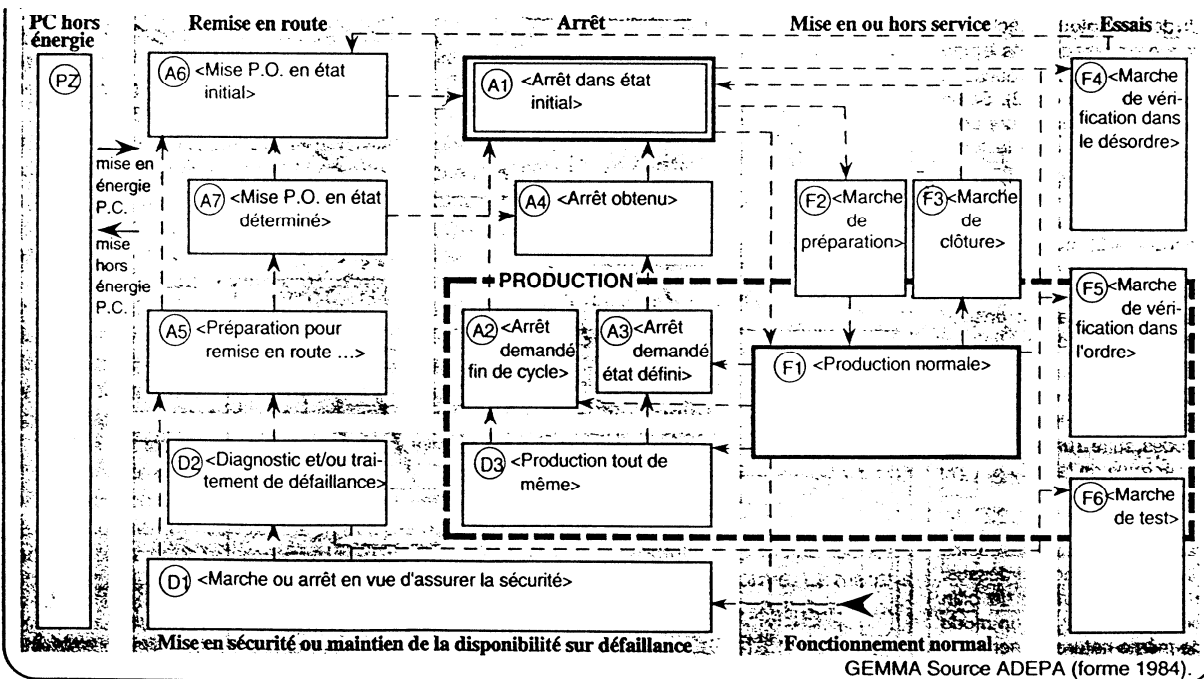 PC hors
énergie
Remise en route
Arrêt
Mise en ou hors service
Essais
PZ
A6 <Mise P.O. en état
initial>
A1 <Arrêt dans état
initial>
F4 <Marche
de véri-
fication dans
le désordre>
mise en
énergie
P.C.
mise
hors
énergie
P.C.
A7 <Mise P.O. en état
déterminé>
A4 <Arrêt obtenu>
F2 <Marche
de
préparation>
F3 <Marche
de
clôture>
PRODUCTION
F5 <Marche
de véri-
fication dans
l'ordre>
A5 <Préparation pour
remise en route ...>
A2 <Arrêt
demandé
fin de cycle>
A3 <Arrêt
demandé
état défini>
F1 <Production normale>
D2 <Diagnostic et/ou trai-
tement de défaillance>
D3 <Production tout de
même>
F6 <Marche
de test>
D1 <Marche ou arrêt en vue d'assurer la sécurité>
Mise en sécurité ou maintien de la disponibilité sur défaillance
Fonctionnement normal
GEMMA Source ADEPA (forme 1984).